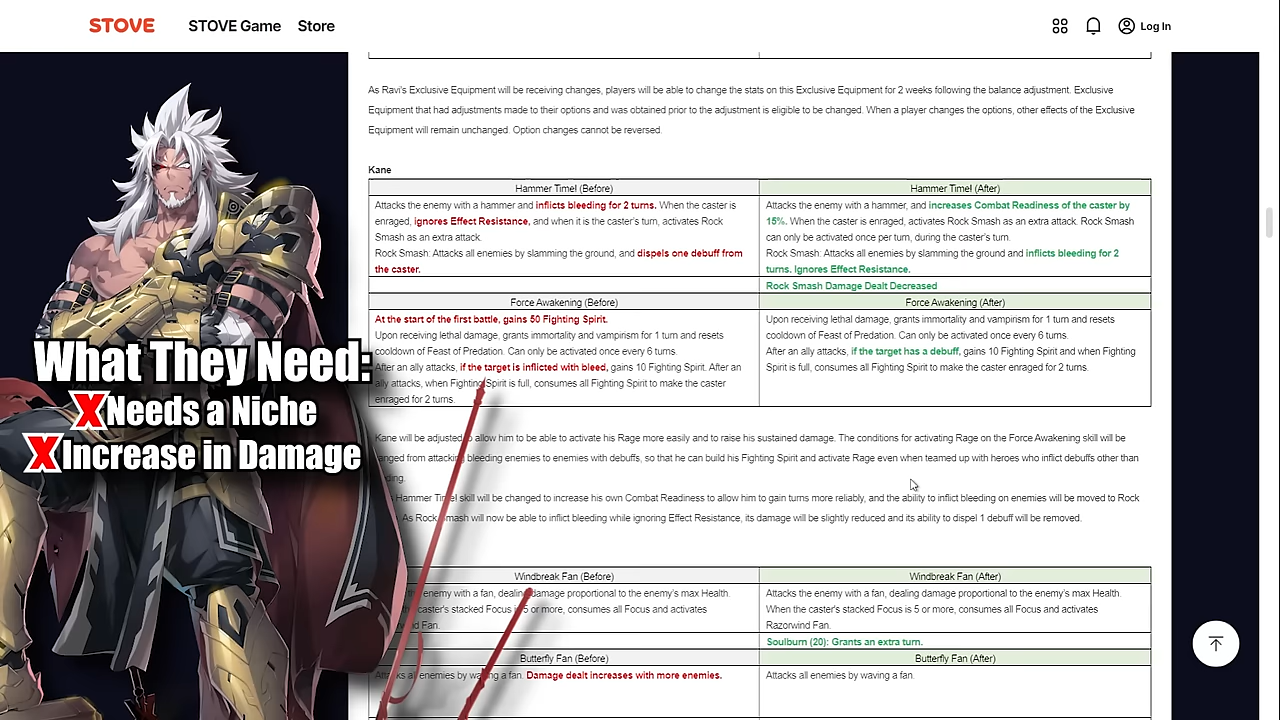 STOVE
STOVE Game
Store
Log In
As Ravi's Exclusive Equipment will be receiving changes, players will be able to change the stats on this Exclusive Equipment for 2 weeks following the balance adjustment. Exclusive
Equipment that had adjustments made to their options and was obtained prior to the adjustment is eligible to be changed. When a player changes the options, other effects of the Exclusive
Equipment will remain unchanged. Option changes cannot be reversed.
Kane
Hammer Time! (Before)
Attacks the enemy with a hammer and inflicts bleeding for 2 turns. When the caster is
enraged, ignores Effect Resistance, and when it is the caster's turn, activates Rock
Smash as an extra attack.
Rock Smash: Attacks all enemies by slamming the ground, and dispels one debuff from
the caster.
Hammer Time! (After)
Attacks the enemy with a hammer, and increases Combat Readiness of the caster by
15%. When the caster is enraged, activates Rock Smash as an extra attack. Rock Smash
can only be activated once per turn, during the caster's turn.
Rock Smash: Attacks all enemies by slamming the ground and inflicts bleeding for 2
turns. Ignores Effect Resistance.
Rock Smash Damage Dealt Decreased
Force Awakening (Before)
At the start of the first battle, gains 50 Fighting Spirit.
Upon receiving lethal damage, grants immortality and vampirism for 1 turn and resets
cooldown of Feast of Predation. Can only be activated once every 6 turns.
After an ally attacks, if the target is inflicted with bleed, gains 10 Fighting Spirit. After an
ally attacks, when Fighting Spirit is full, consumes all Fighting Spirit to make the caster
enraged for 2 turns.
Force Awakening (After)
Upon receiving lethal damage, grants immortality and vampirism for 1 turn and resets
cooldown of Feast of Predation. Can only be activated once every 6 turns.
After an ally attacks, if the target has a debuff, gains 10 Fighting Spirit and when Fighting
Spirit is full, consumes all Fighting Spirit to make the caster enraged for 2 turns.
What They Need:
X Needs a Niche
X Increase in Damage
Kane will be adjusted to allow him to be able to activate his Rage more easily and to raise his sustained damage. The conditions for activating Rage on the Force Awakening skill will be
from attacking bleeding enemies to enemies with debuffs, so that he can build his Fighting Spirit and activate Rage even when teamed up with heroes who inflict debuffs other than
Hammer Time! skill will be changed to increase his own Combat Readiness to allow him to gain turns more reliably, and the ability to inflict bleeding on enemies will be moved to Rock
As Rock Smash will now be able to inflict bleeding while ignoring Effect Resistance, its damage will be slightly reduced and its ability to dispel 1 debuff will be removed.
Windbreak Fan (Before)
enemy with a fan, dealing damage proportional to the enemy's max Health.
caster's stacked Focus is 5 or more, consumes all Focus and activates
Fan.
Windbreak Fan (After)
Attacks the enemy with a fan, dealing damage proportional to the enemy's max Health.
When the caster's stacked Focus is 5 or more, consumes all Focus and activates
Razorwind Fan.
Soulburn (20): Grants an extra turn.
Butterfly Fan (Before)
Attacks all enemies by waving a fan. Damage dealt increases with more enemies.
Butterfly Fan (After)
Attacks all enemies by waving a fan.